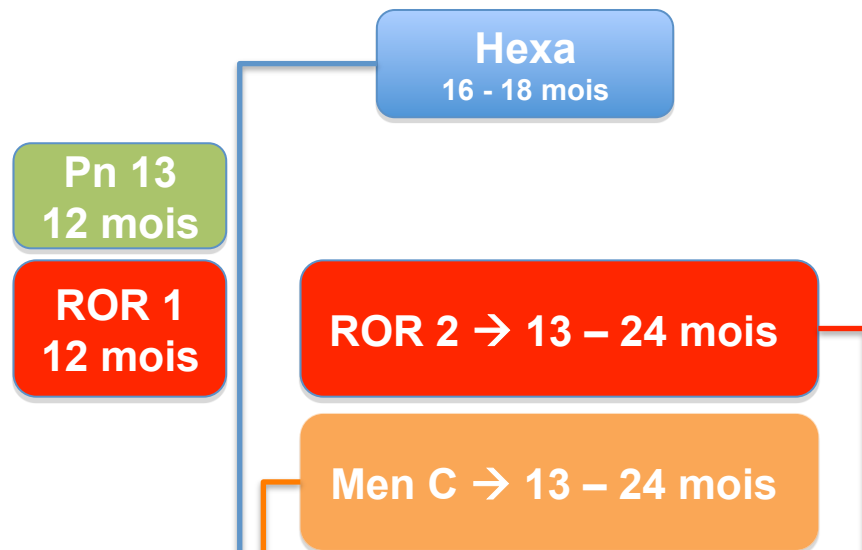 Hexa
16 - 18 mois
Pn 13
12 mois
ROR 1
12 mois
ROR 2 → 13 – 24 mois
Men C → 13 – 24 mois